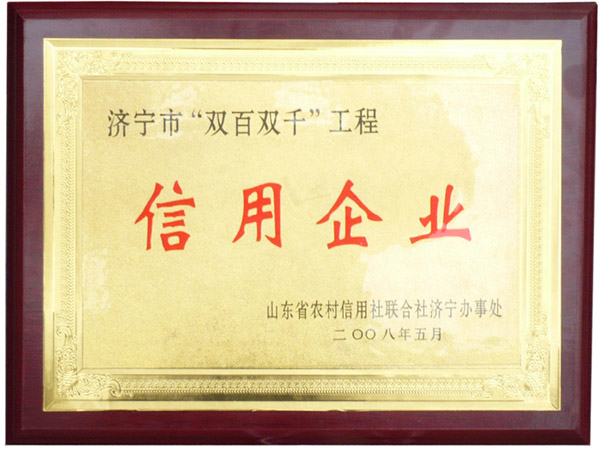 济宁市“双百双千”工程
信用企业
山东省农村信用社联合社济宁办事处
二〇〇八年五月